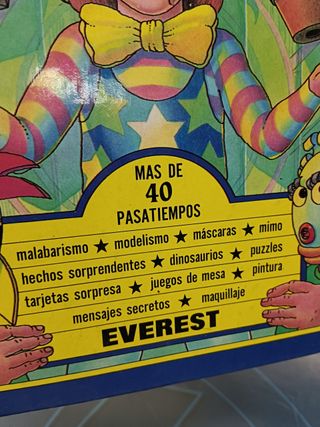 MAS DE
40
PASATIEMPOS
malabarismo ★ modelismo ★ máscaras ★ mimo
hechos sorprendentes ★ dinosaurios ★ puzzles
tarjetas sorpresa ★ juegos de mesa ★ pintura
mensajes secretos ★ maquillaje
EVEREST